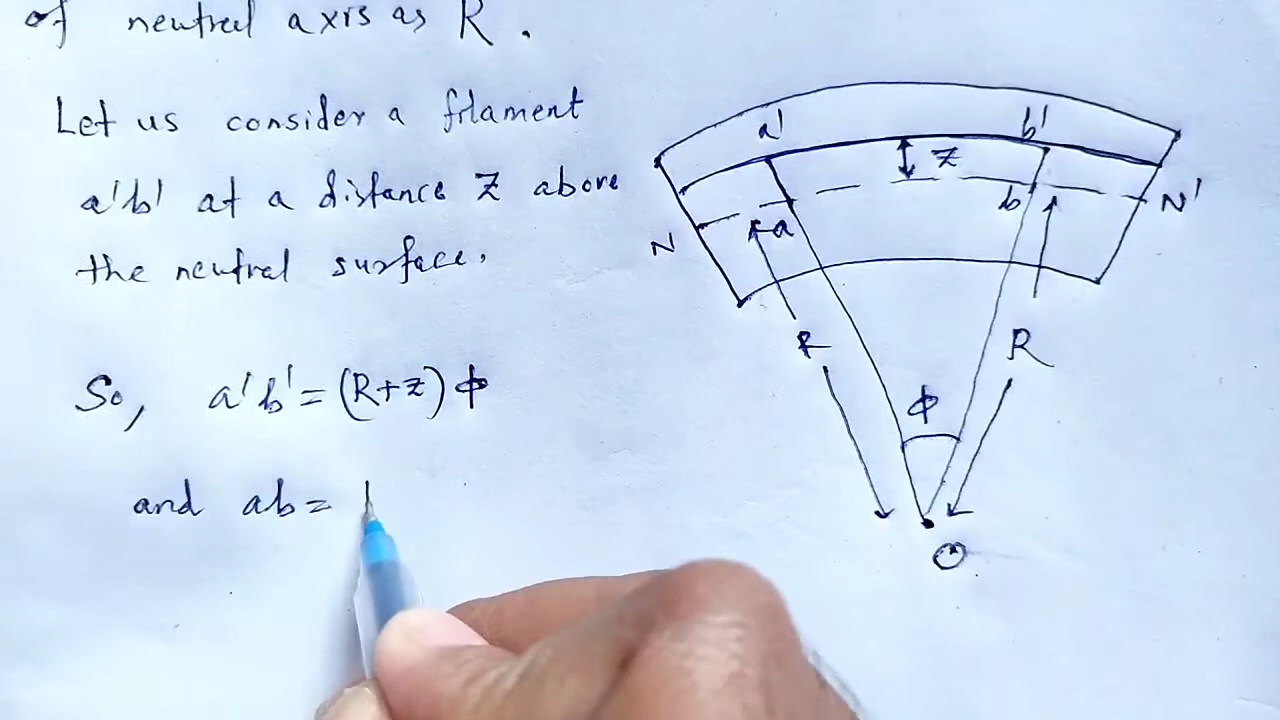 of neutral axis as R.
Let us consider a filament
a'b' at a distance Z above
the neutral surface.
So, a'b' = (R+z) ϕ
and ab =
a'
b'
z
N
a
b
N'
R
R
ϕ
O